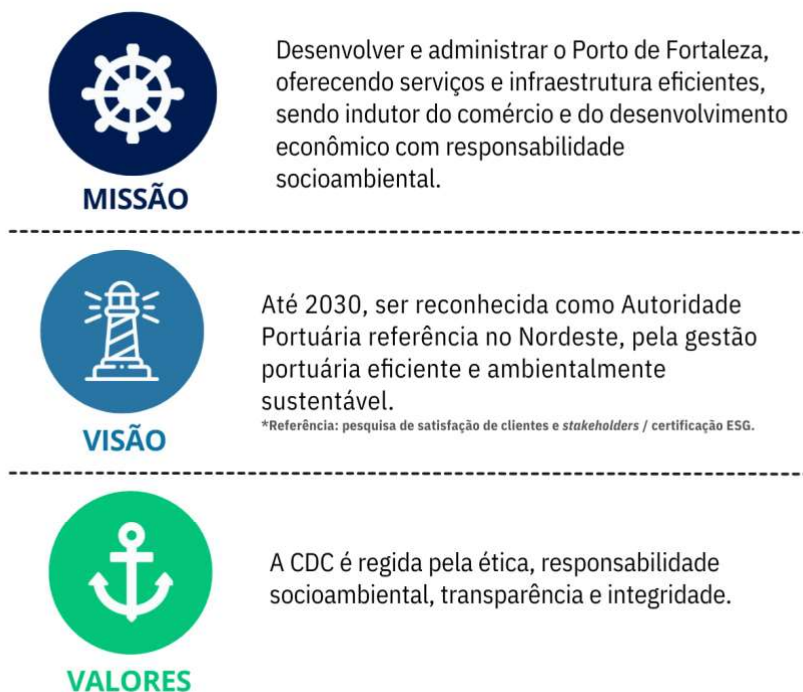 MISSÃO
Desenvolver e administrar o Porto de Fortaleza,
oferecendo serviços e infraestrutura eficientes,
sendo indutor do comércio e do desenvolvimento
econômico com responsabilidade
socioambiental.
VISÃO
Até 2030, ser reconhecida como Autoridade
Portuária referência no Nordeste, pela gestão
portuária eficiente e ambientalmente
sustentável.
*Referência: pesquisa de satisfação de clientes e stakeholders / certificação ESG.
VALORES
A CDC é regida pela ética, responsabilidade
socioambiental, transparência e integridade.